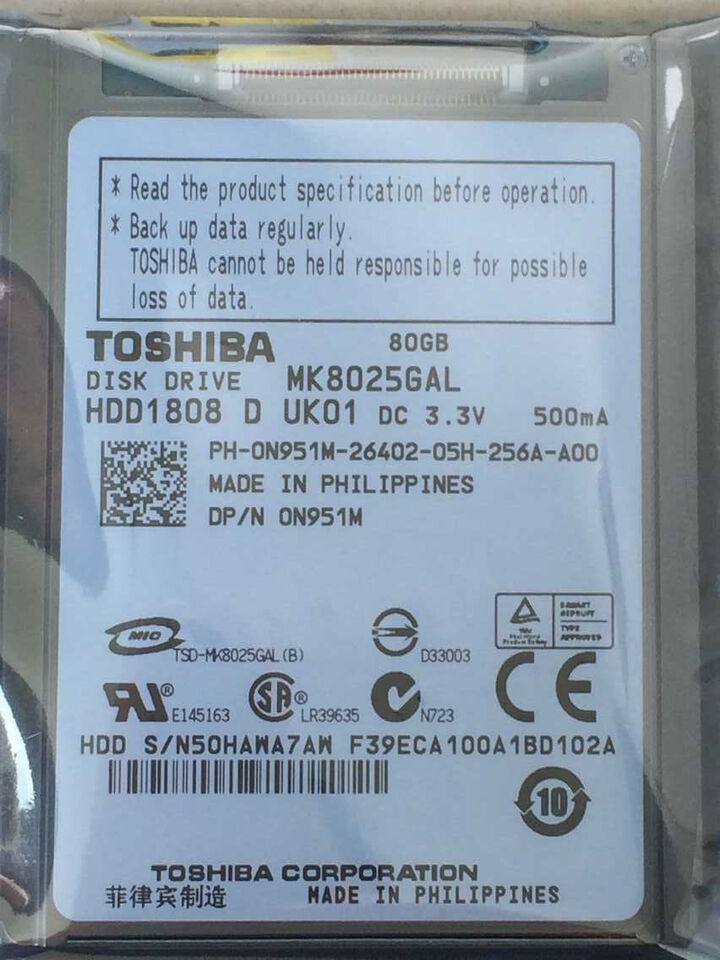 * Read the product specification before operation.
* Back up data regularly.
TOSHIBA cannot be held responsible for possible
loss of data.
TOSHIBA 80GB
DISK DRIVE MK8025GAL
HDD1808 D UK01 DC 3.3V 500mA
PH-0N951M-26402-05H-256A-A00
MADE IN PHILIPPINES
DP/N 0N951M
MIC TSD-MK8025GAL(B)
D33003
TYPE
APPROVED
E145163
SA® LR39635
N723
CE
HDD S/N50HAWA7AW F39ECA100A1BD102A
10
TOSHIBA CORPORATION
菲律宾制造 MADE IN PHILIPPINES